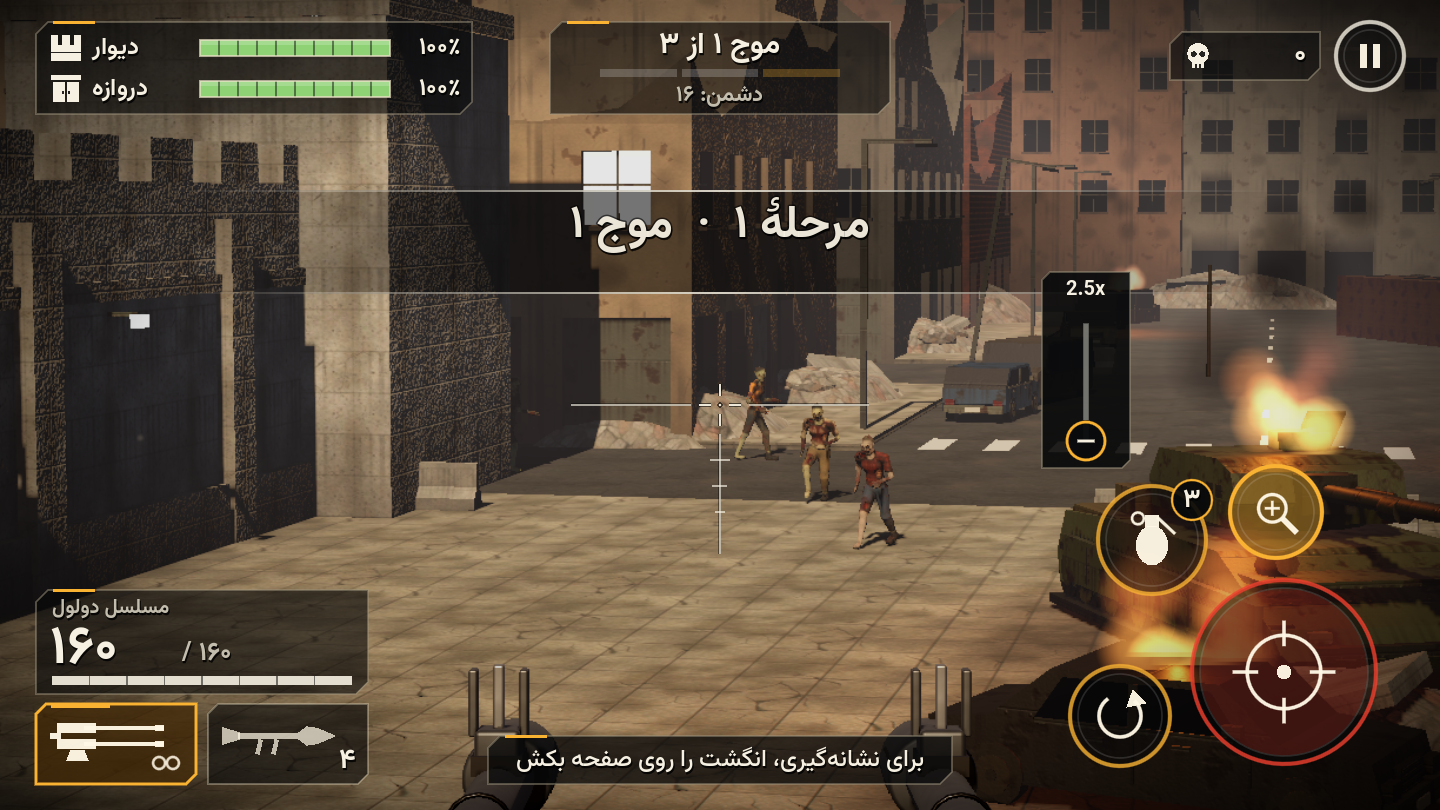 دیوار ۱۰۰٪
دروازه ۱۰۰٪
موج ۱ از ۳
دشمن: ۱۶
۰
مرحلهٔ ۱ · موج ۱
2.5x
۳
مسلسل دولول
۱۶۰ / ۱۶۰
∞
۴
برای نشانه‌گیری، انگشت را روی صفحه بکش